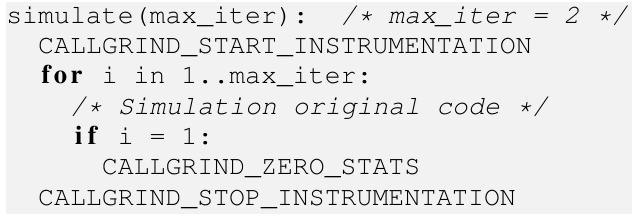 simulate(max_iter): /* max_iter = 2 */
CALLGRIND_START_INSTRUMENTATION
for i in 1..max_iter:
/* Simulation original code */
if i = 1:
CALLGRIND_ZERO_STATS
CALLGRIND_STOP_INSTRUMENTATION